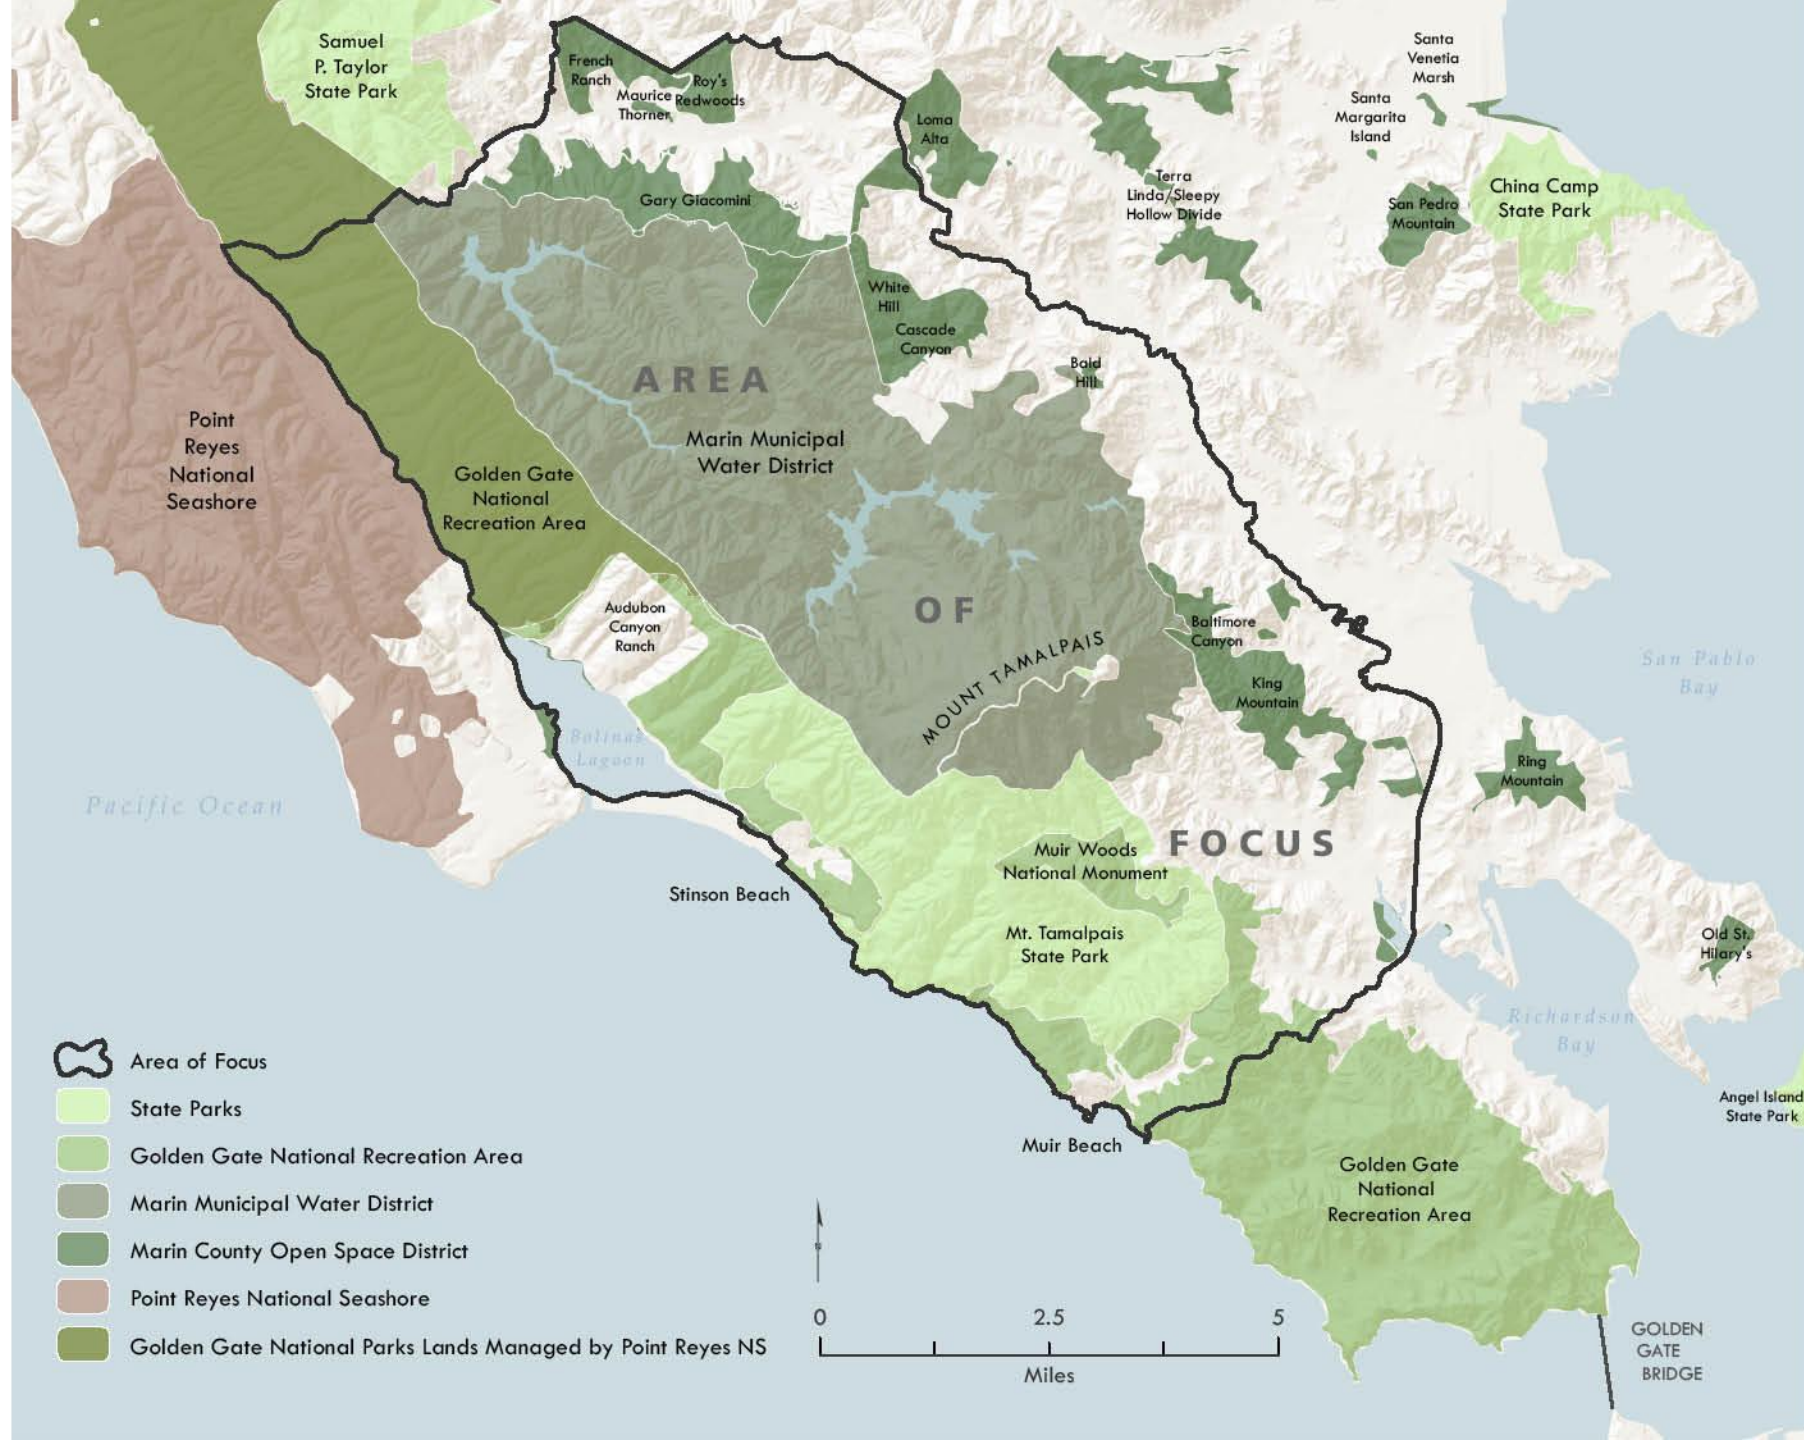 Samuel
P. Taylor
State Park
French
Ranch
Maurice
Thorner
Roy's
Redwoods
Loma
Alta
Santa
Venetia
Marsh
Santa
Margarita
Island
Terra
Linda/Sleepy
Hollow Divide
San Pedro
Mountain
China Camp
State Park
Gary Giacomini
White
Hill
Cascade
Canyon
Bald
Hill
AREA
Marin Municipal
Water District
Point
Reyes
National
Seashore
Golden Gate
National
Recreation Area
Audubon
Canyon
Ranch
OF
MOUNT TAMALPAIS
Baltimore
Canyon
King
Mountain
San Pablo
Bay
Ring
Mountain
Bolinas
Lagoon
Pacific Ocean
FOCUS
Muir Woods
National Monument
Stinson Beach
Mt. Tamalpais
State Park
Old St.
Hilary's
Richardson
Bay
Angel Island
State Park
Muir Beach
Golden Gate
National
Recreation Area
Area of Focus
State Parks
Golden Gate National Recreation Area
Marin Municipal Water District
Marin County Open Space District
Point Reyes National Seashore
Golden Gate National Parks Lands Managed by Point Reyes NS
N
0 2.5 5
Miles
GOLDEN
GATE
BRIDGE